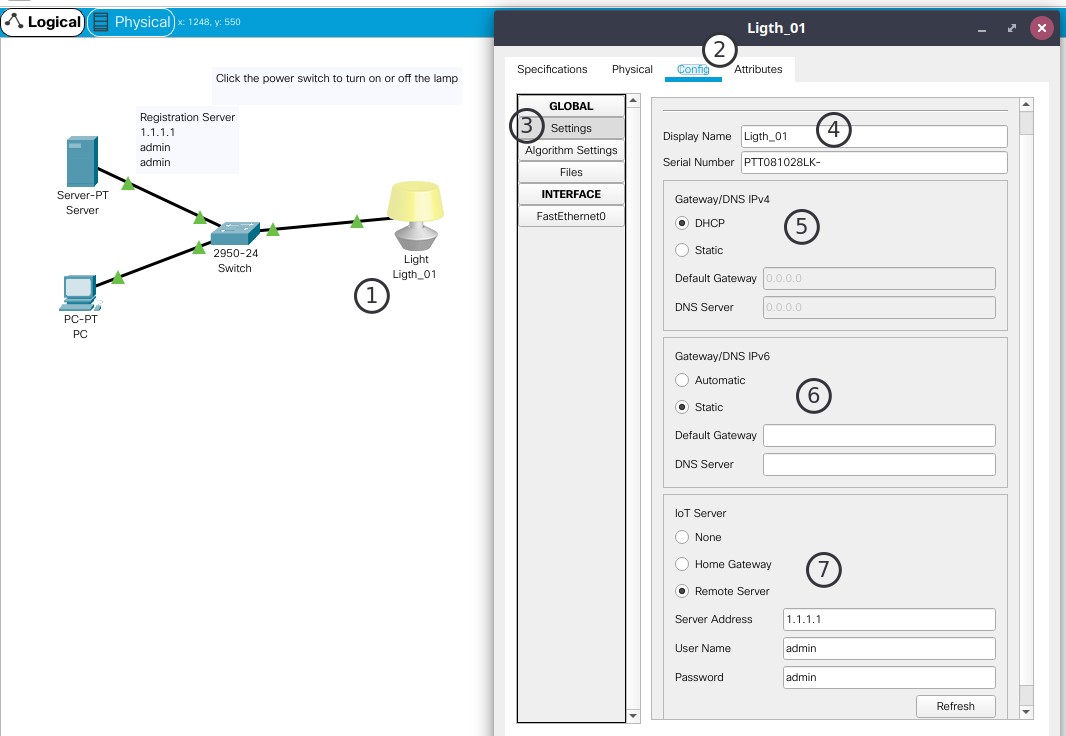 Logical Physical x: 1248, y: 550
Click the power switch to turn on or off the lamp
Registration Server
1.1.1.1
admin
admin
Server-PT
Server
2950-24
Switch
Light
Ligth_01
1
PC-PT
PC
Ligth_01
2
Specifications Physical Config Attributes
GLOBAL
3 Settings
Algorithm Settings
Files
INTERFACE
FastEthernet0
Display Name Ligth_01 4
Serial Number PTT081028LK-
Gateway/DNS IPv4
DHCP 5
Static
Default Gateway 0.0.0.0
DNS Server 0.0.0.0
Gateway/DNS IPv6
Automatic 6
Static
Default Gateway
DNS Server
IoT Server
None
Home Gateway 7
Remote Server
Server Address 1.1.1.1
User Name admin
Password admin
Refresh